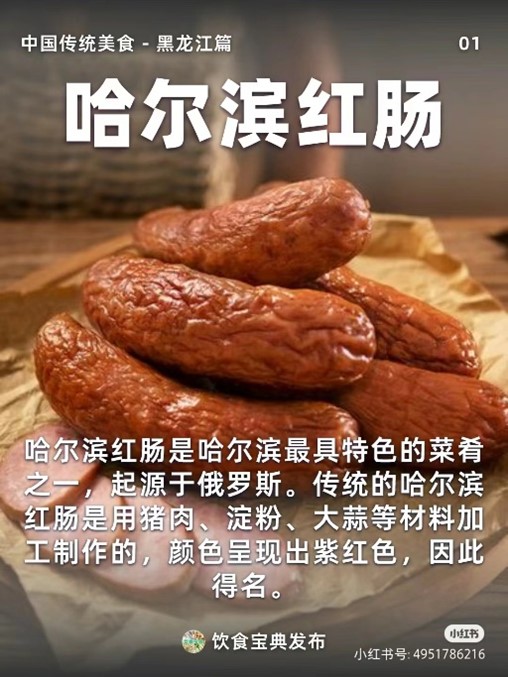 中国传统美食 - 黑龙江篇
01
哈尔滨红肠
哈尔滨红肠是哈尔滨最具特色的菜肴
之一，起源于俄罗斯。传统的哈尔滨
红肠是用猪肉、淀粉、大蒜等材料加
工制作的，颜色呈现出紫红色，因此
得名。
饮食宝典发布
小红书
小红书号: 4951786216